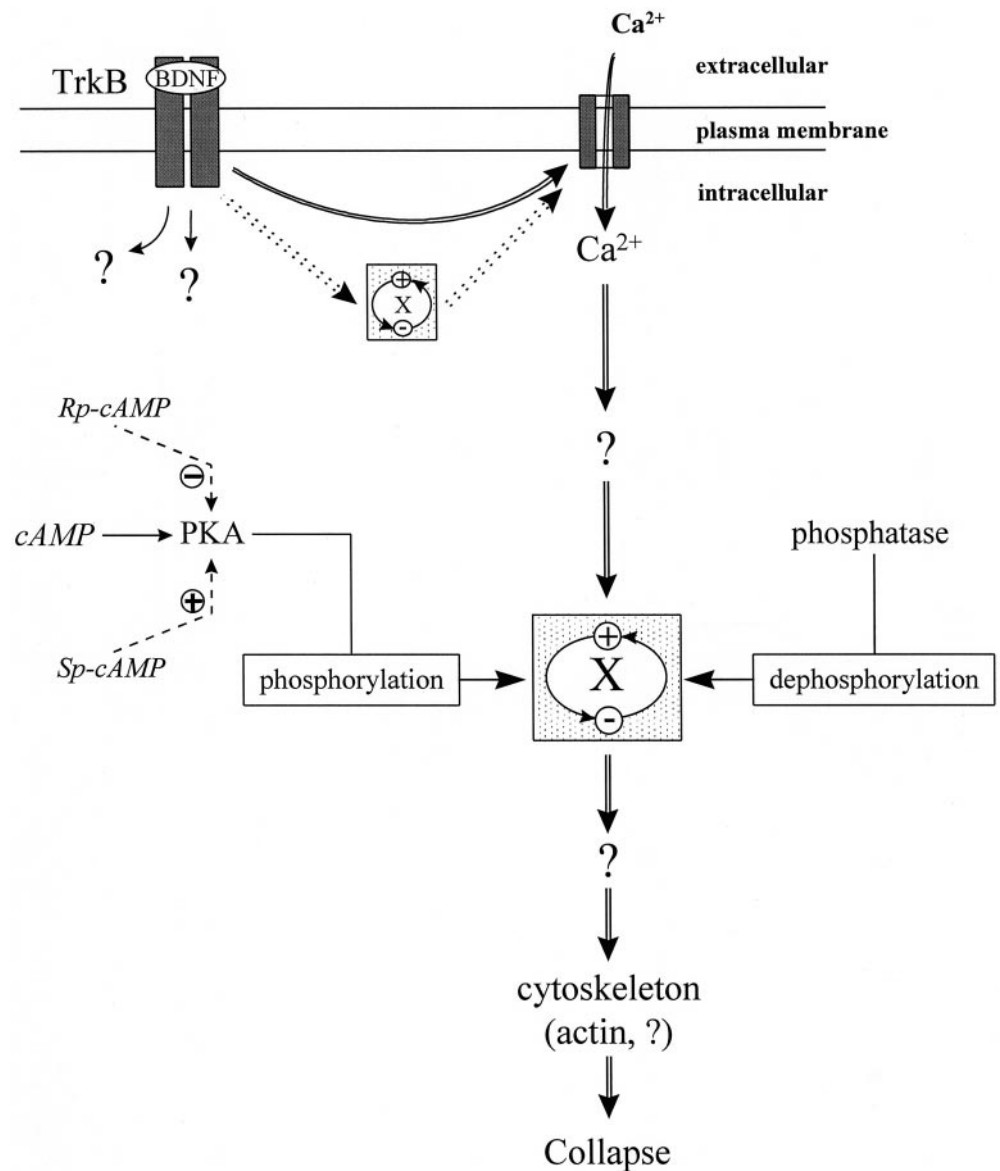 Ca²⁺
extracellular
TrkB
BDNF
plasma membrane
intracellular
Ca²⁺
? ?
+
X
-
Rp-cAMP
-
?
cAMP
PKA
phosphatase
+
Sp-cAMP
phosphorylation
+
X
-
dephosphorylation
?
cytoskeleton
(actin, ?)
Collapse